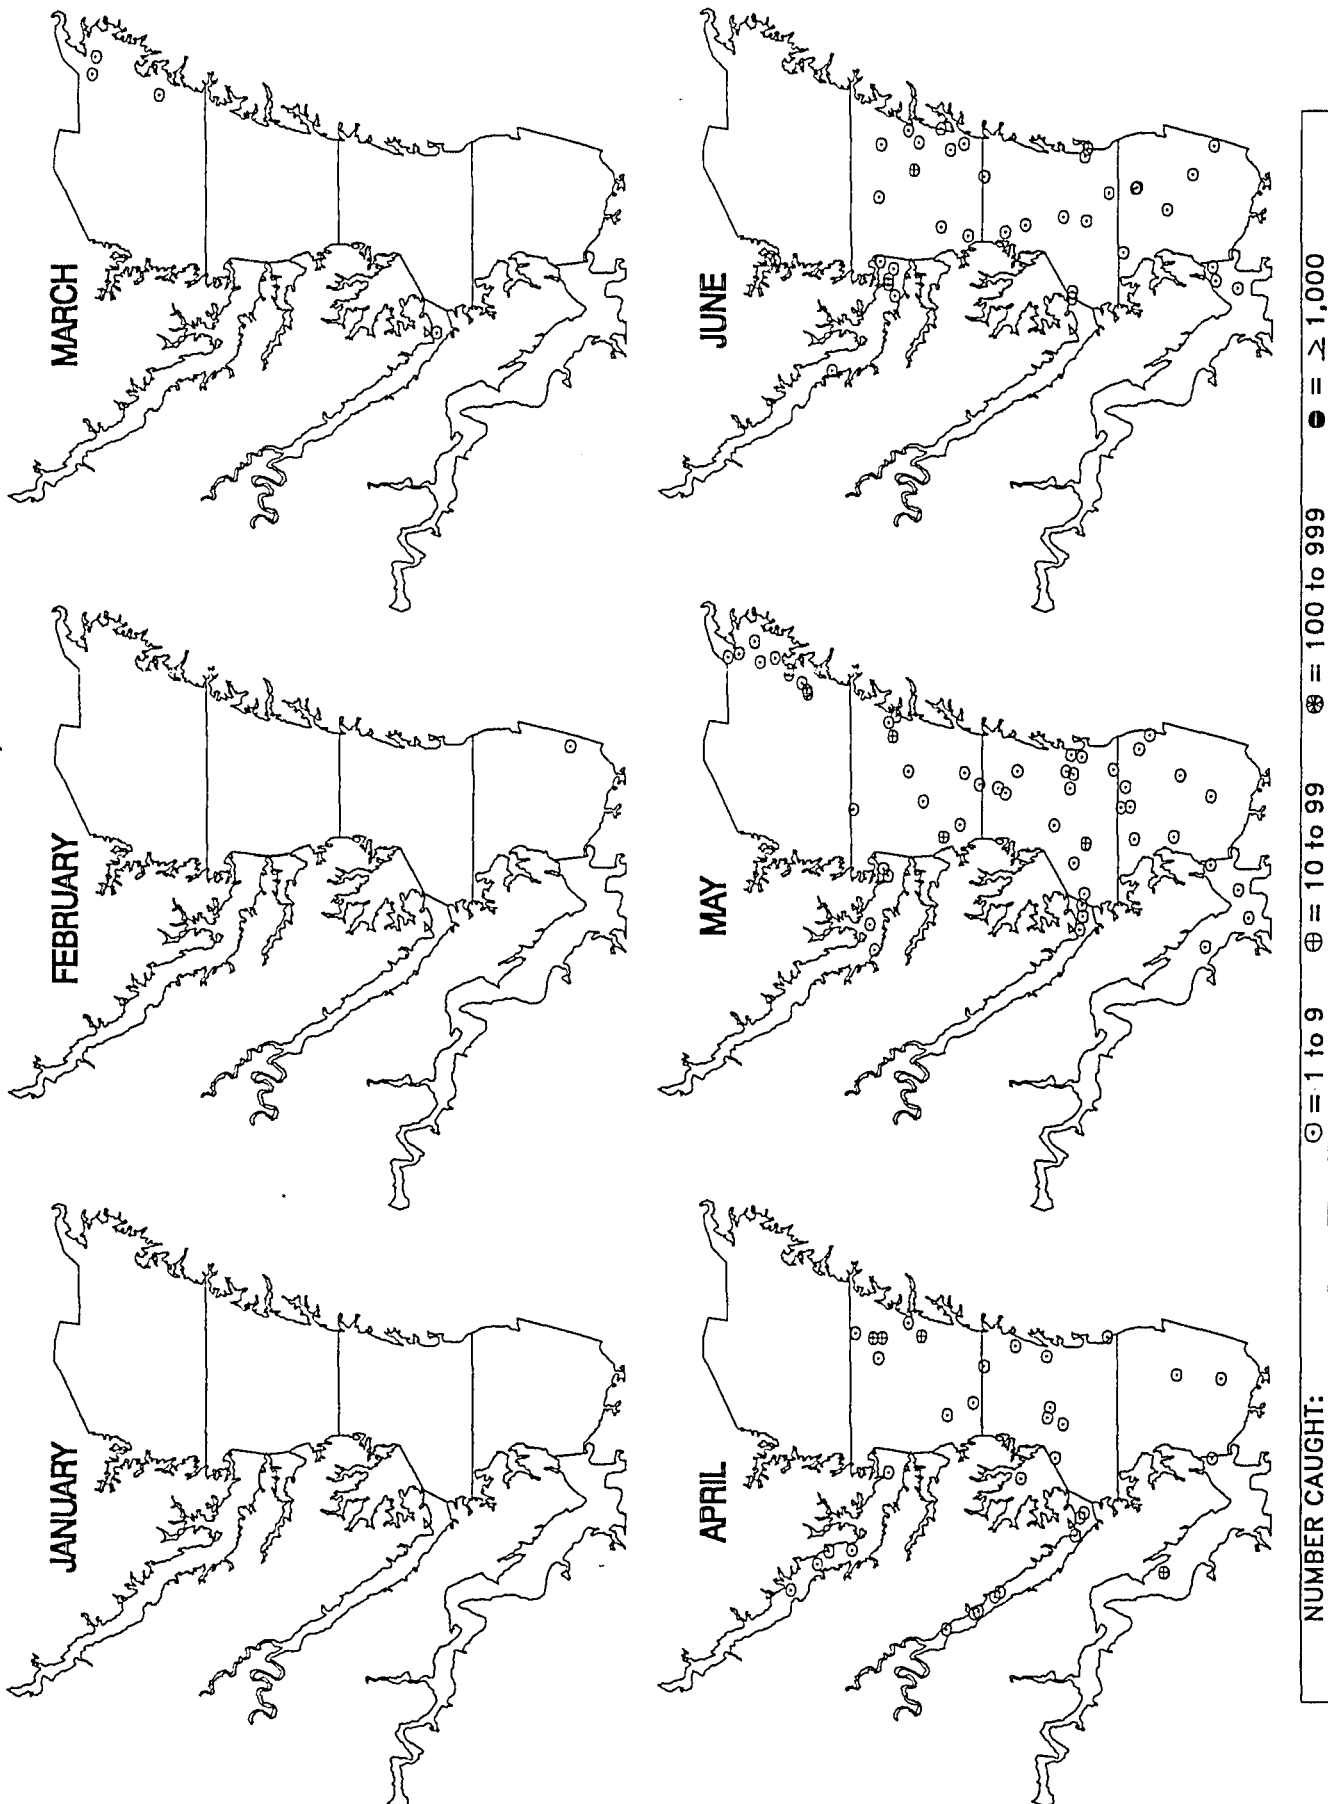 JANUARY
FEBRUARY
MARCH
APRIL
MAY
JUNE
NUMBER CAUGHT: ⊙ = 1 to 9 ⊕ = 10 to 99 ⊛ = 100 to 999 ● = ≥ 1,000